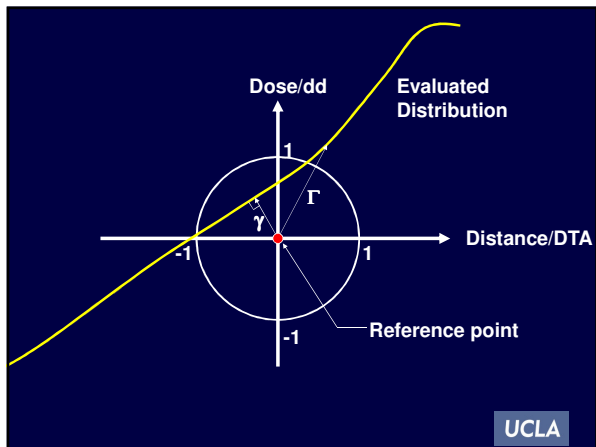 Dose/dd
Evaluated
Distribution
1
Γ
γ
Distance/DTA
-1
1
Reference point
-1
UCLA